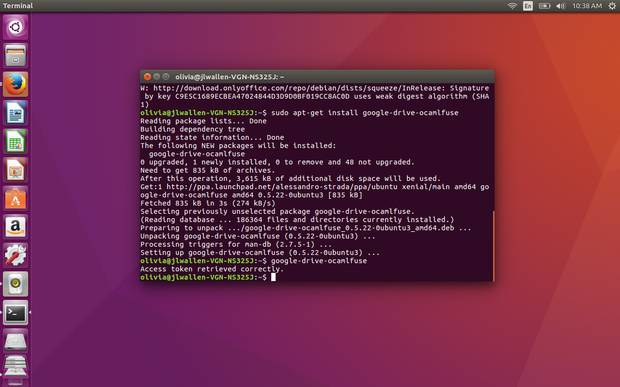 Terminal
En
10:38 AM
olivia@jlwallen-VGN-NS325J: ~
W: http://download.onlyoffice.com/repo/debian/dists/squeeze/InRelease: Signature
by key C9E5C1689ECBEA47024844D3D9D0BF019CC8AC0D uses weak digest algorithm (SHA
1)
olivia@jlwallen-VGN-NS325J:~$ sudo apt-get install google-drive-ocamlfuse
Reading package lists... Done
Building dependency tree
Reading state information... Done
The following NEW packages will be installed:
google-drive-ocamlfuse
0 upgraded, 1 newly installed, 0 to remove and 48 not upgraded.
Need to get 835 kB of archives.
After this operation, 3,615 kB of additional disk space will be used.
Get:1 http://ppa.launchpad.net/alessandro-strada/ppa/ubuntu xenial/main amd64 go
ogle-drive-ocamlfuse amd64 0.5.22-0ubuntu3 [835 kB]
Fetched 835 kB in 3s (274 kB/s)
Selecting previously unselected package google-drive-ocamlfuse.
(Reading database ... 186364 files and directories currently installed.)
Preparing to unpack .../google-drive-ocamlfuse_0.5.22-0ubuntu3_amd64.deb ...
Unpacking google-drive-ocamlfuse (0.5.22-0ubuntu3) ...
Processing triggers for man-db (2.7.5-1) ...
Setting up google-drive-ocamlfuse (0.5.22-0ubuntu3) ...
olivia@jlwallen-VGN-NS325J:~$ google-drive-ocamlfuse
Access token retrieved correctly.
olivia@jlwallen-VGN-NS325J:~$